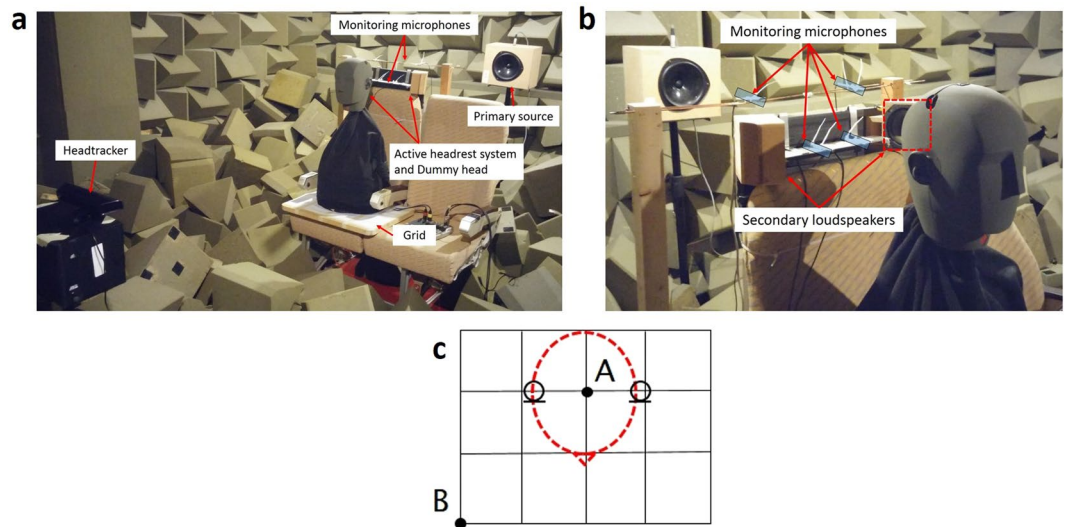 a
Monitoring microphones
Primary source
Headtracker
Active headrest system
and Dummy head
Grid
b
Monitoring microphones
Secondary loudspeakers
c
A
B